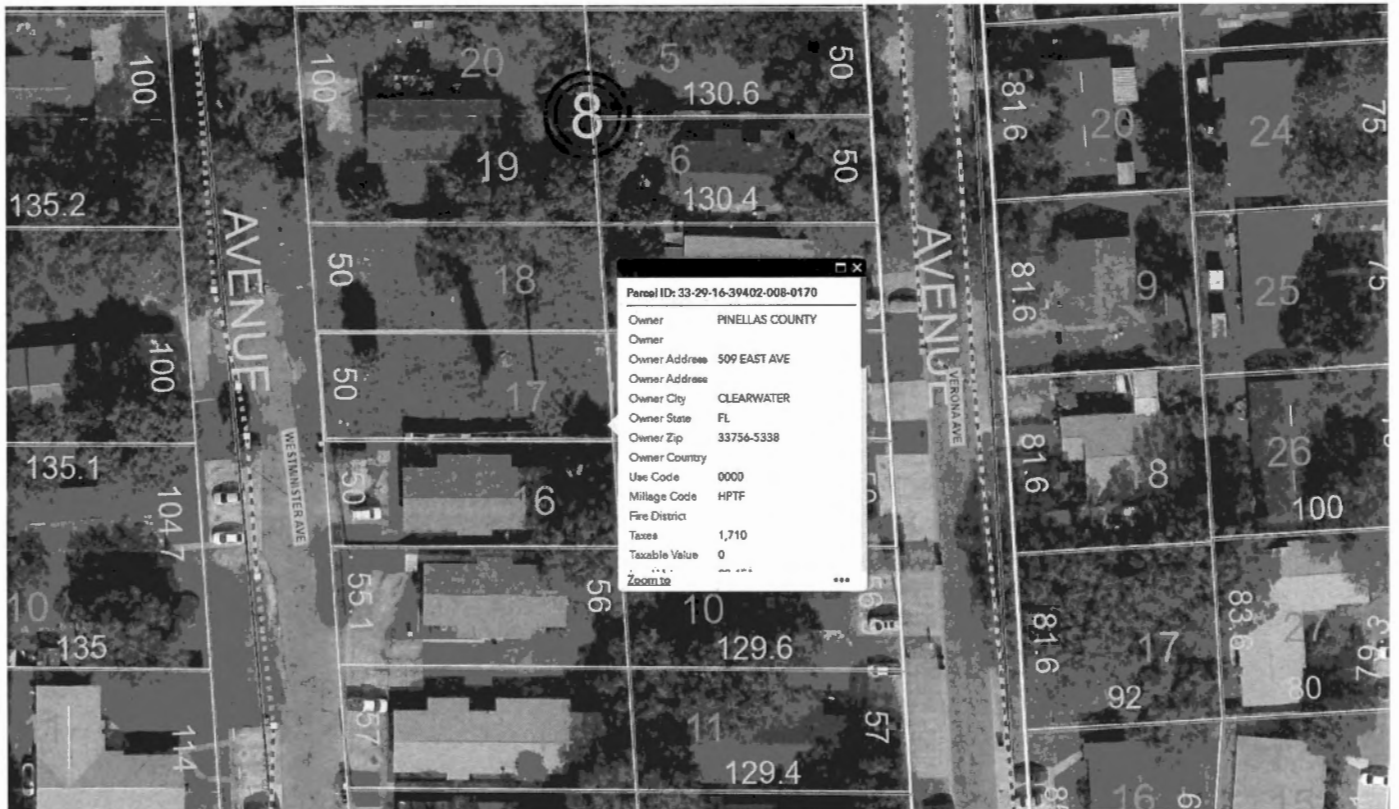 100
100
20
8
5
130.6
50
81.6
20
24
75
19
6
50
135.2
130.4
AVENUE
50
18
AVENUE
81.6
9
25
75
Parcel ID: 33-29-16-39402-008-0170
Owner PINELLAS COUNTY
Owner
Owner Address 509 EAST AVE
Owner Address
Owner City CLEARWATER
Owner State FL
Owner Zip 33756-5338
Owner Country
Use Code 0000
Millage Code HPTF
Fire District
Taxes 1,710
Taxable Value 0
Zoom to
100
50
17
VERONA AVE
WESTMINISTER AVE
135.1
50
16
81.6
8
26
100
104
10
135
55.1
56
10
129.6
81.6
17
92
83.6
27
79.3
80
114
57
11
129.4
57
16